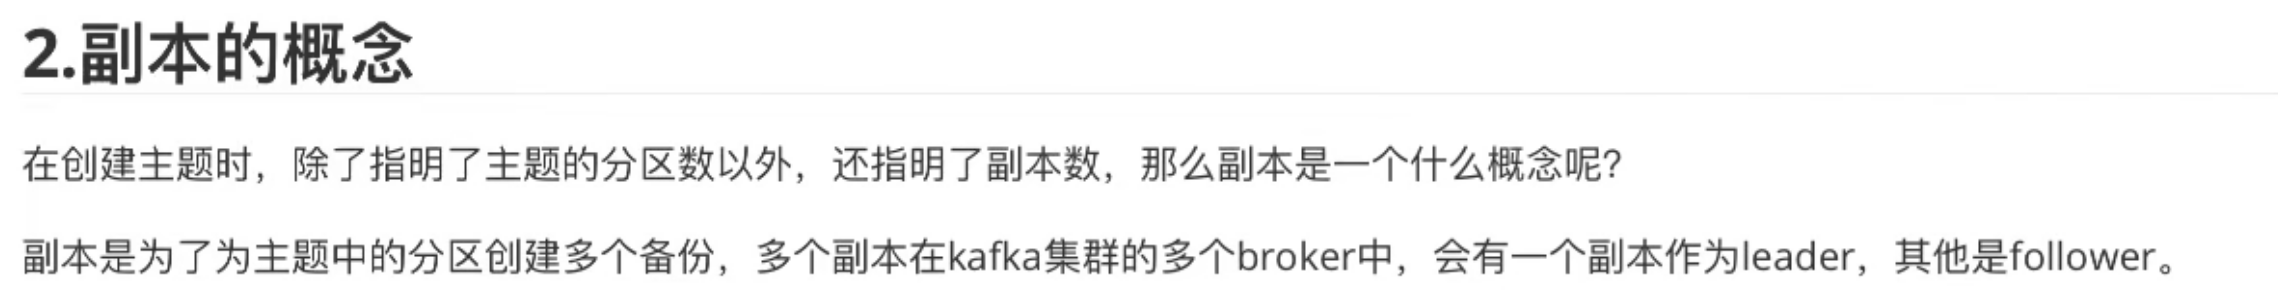 2.副本的概念
在创建主题时，除了指明了主题的分区数以外，还指明了副本数，那么副本是一个什么概念呢?
副本是为了为主题中的分区创建多个备份，多个副本在kafka集群的多个broker中，会有一个副本作为leader，其他是follower。